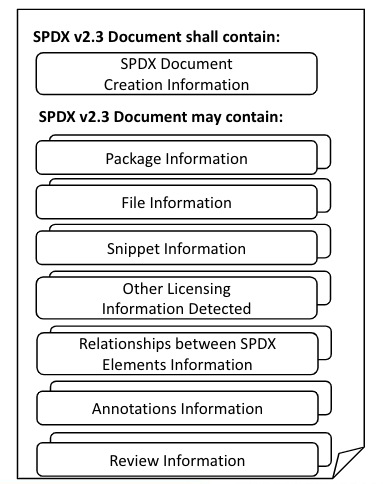 SPDX v2.3 Document shall contain:
SPDX Document
Creation Information
SPDX v2.3 Document may contain:
Package Information
File Information
Snippet Information
Other Licensing
Information Detected
Relationships between SPDX
Elements Information
Annotations Information
Review Information